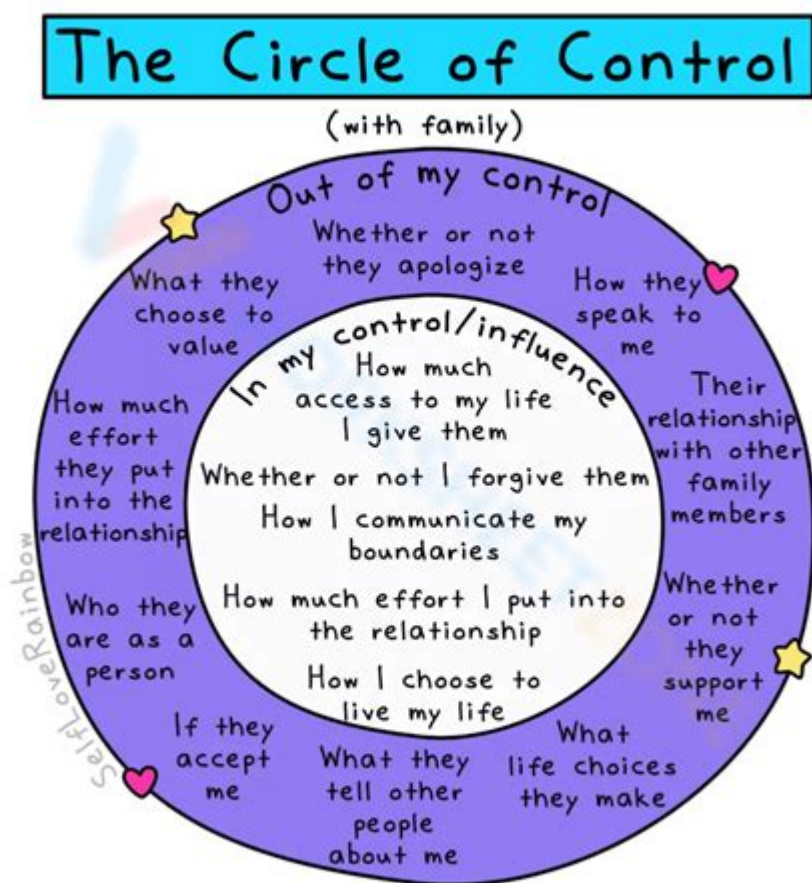 The Circle of Control
(with family)
Out of my control
Whether or not
they apologize
How they
speak to
me
Their
relationship
with other
family
members
Whether
or not
they
support
me
What
life choices
they make
What they
tell other
people
about me
If they
accept
me
Who they
are as a
person
How much
effort
they put
into the
relationship
What they
choose to
value
In my control/influence
How much
access to my life
I give them
Whether or not I forgive them
How I communicate my
boundaries
How much effort I put into
the relationship
How I choose to
live my life
SelfLoveRainbow